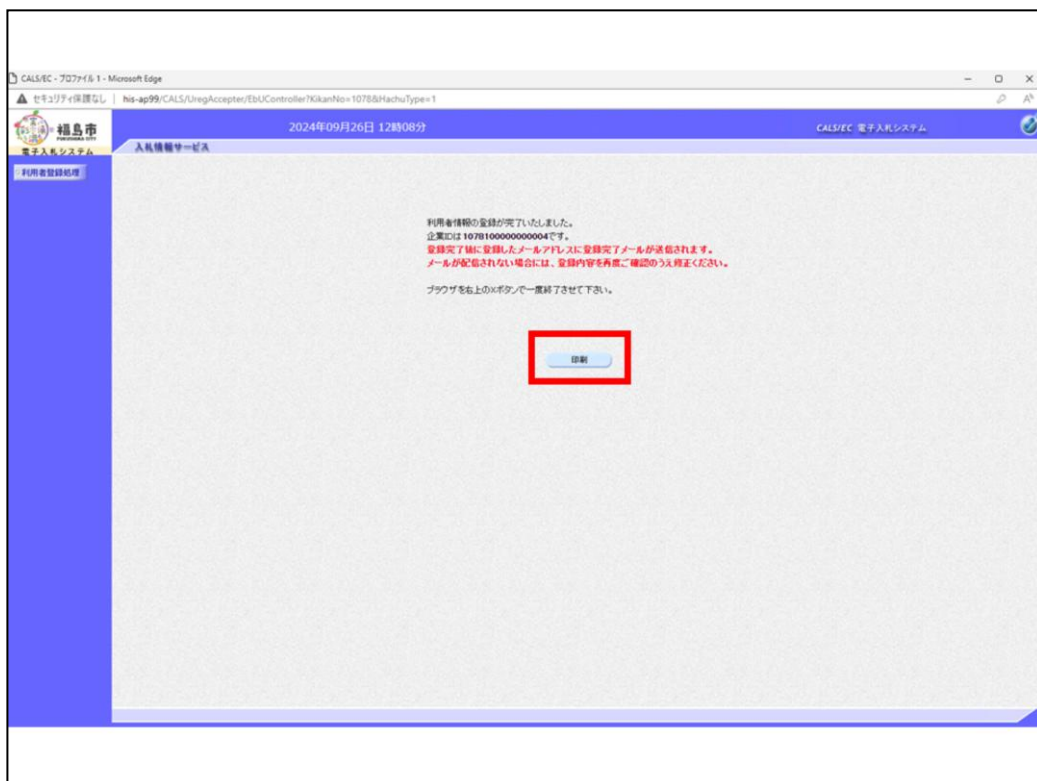 CALS/EC - プロファイル 1 - Microsoft Edge
セキュリティ保護なし | his-ap99/CALS/UregAccepter/EbUController?KikanNo=1078&HachuType=1
福島市
FUKUSHIMA CITY
電子入札システム
2024年09月26日 12時08分
CALS/EC 電子入札システム
入札情報サービス
利用者登録処理
利用者情報の登録が完了いたしました。
企業IDは1078100000000004です。
登録完了後に登録したメールアドレスに登録完了メールが送信されます。
メールが配信されない場合には、登録内容を再度ご確認のうえ修正ください。
ブラウザを右上の×ボタンで一度終了させて下さい。
印刷